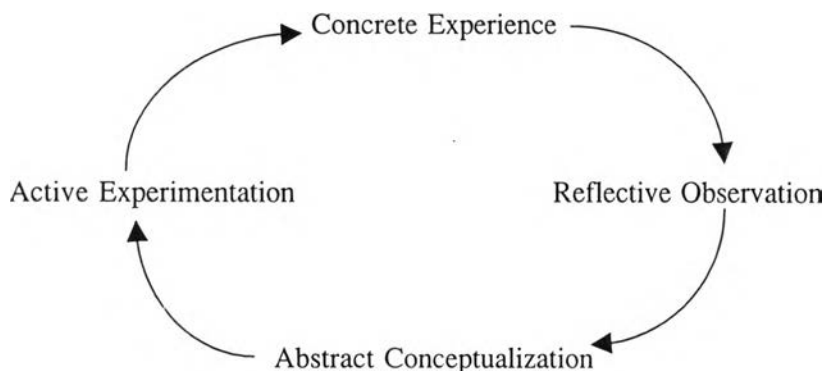 Concrete Experience
Active Experimentation
Reflective Observation
Abstract Conceptualization